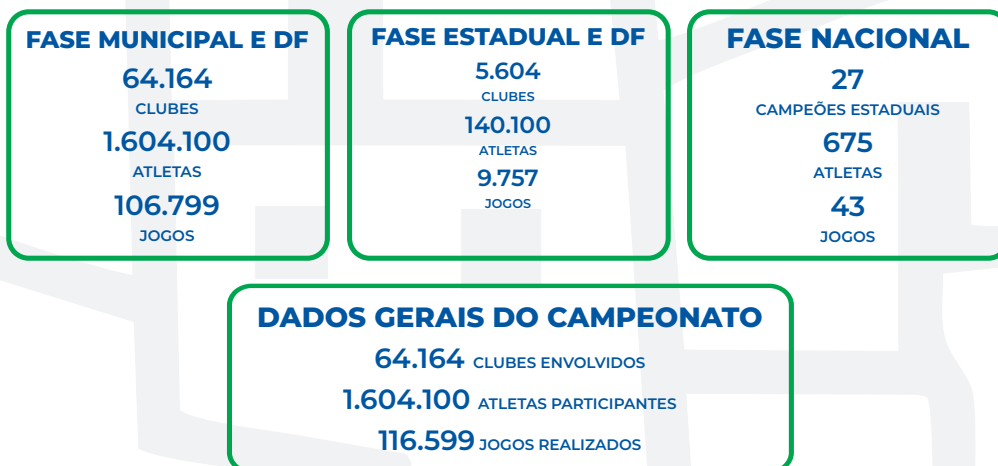 FASE MUNICIPAL E DF
64.164
CLUBES
1.604.100
ATLETAS
106.799
JOGOS
FASE ESTADUAL E DF
5.604
CLUBES
140.100
ATLETAS
9.757
JOGOS
FASE NACIONAL
27
CAMPEÕES ESTADUAIS
675
ATLETAS
43
JOGOS
DADOS GERAIS DO CAMPEONATO
64.164 CLUBES ENVOLVIDOS
1.604.100 ATLETAS PARTICIPANTES
116.599 JOGOS REALIZADOS